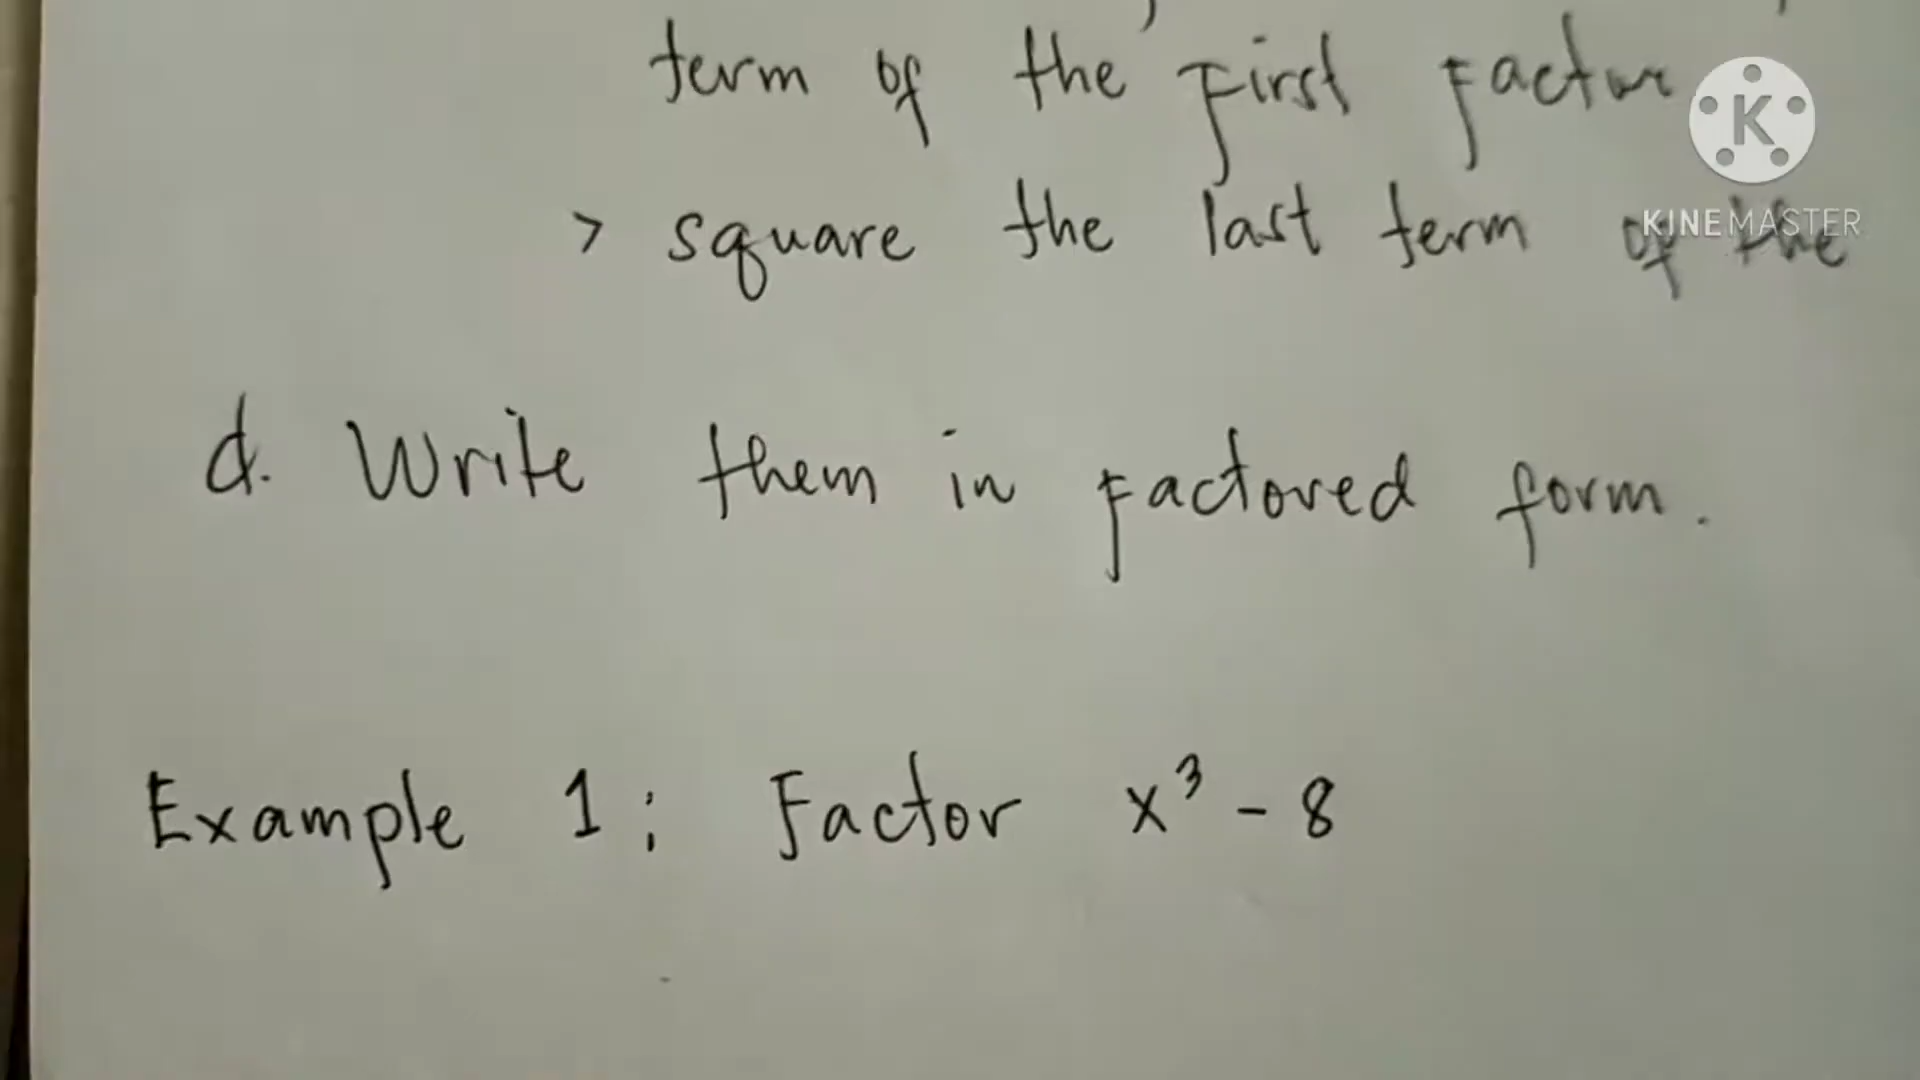 term of the first factor
K
KINEMASTER
> square the last term of the
d. Write them in factored form.
Example 1: Factor x³ - 8